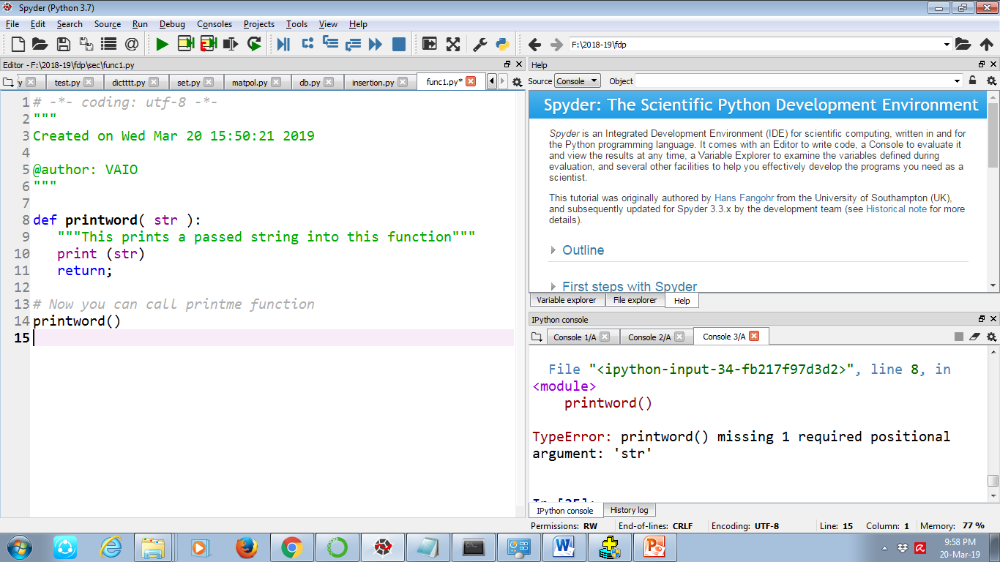 Spyder (Python 3.7)
File Edit Search Source Run Debug Consoles Projects Tools View Help
F:\2018-19\fdp
Editor - F:\2018-19\fdp\sec\func1.py
y test.py dictttt.py set.py matpol.py db.py insertion.py func1.py*
1 # -*- coding: utf-8 -*-
2 """
3 Created on Wed Mar 20 15:50:21 2019
4
5 @author: VAIO
6 """
7
8 def printword( str ):
9    """This prints a passed string into this function"""
10    print (str)
11    return;
12
13 # Now you can call printme function
14 printword()
15
Help
Source Console Object
Spyder: The Scientific Python Development Environment
Spyder is an Integrated Development Environment (IDE) for scientific computing, written in and for
the Python programming language. It comes with an Editor to write code, a Console to evaluate it
and view the results at any time, a Variable Explorer to examine the variables defined during
evaluation, and several other facilities to help you effectively develop the programs you need as a
scientist.
This tutorial was originally authored by Hans Fangohr from the University of Southampton (UK),
and subsequently updated for Spyder 3.3.x by the development team (see Historical note for more
details).
Outline
First steps with Spyder
Variable explorer File explorer Help
IPython console
Console 1/A Console 2/A Console 3/A
File "<ipython-input-34-fb217f97d3d2>", line 8, in
<module>
    printword()
TypeError: printword() missing 1 required positional
argument: 'str'
In [35]:
IPython console History log
Permissions: RW End-of-lines: CRLF Encoding: UTF-8 Line: 15 Column: 1 Memory: 77 %
9:58 PM
20-Mar-19